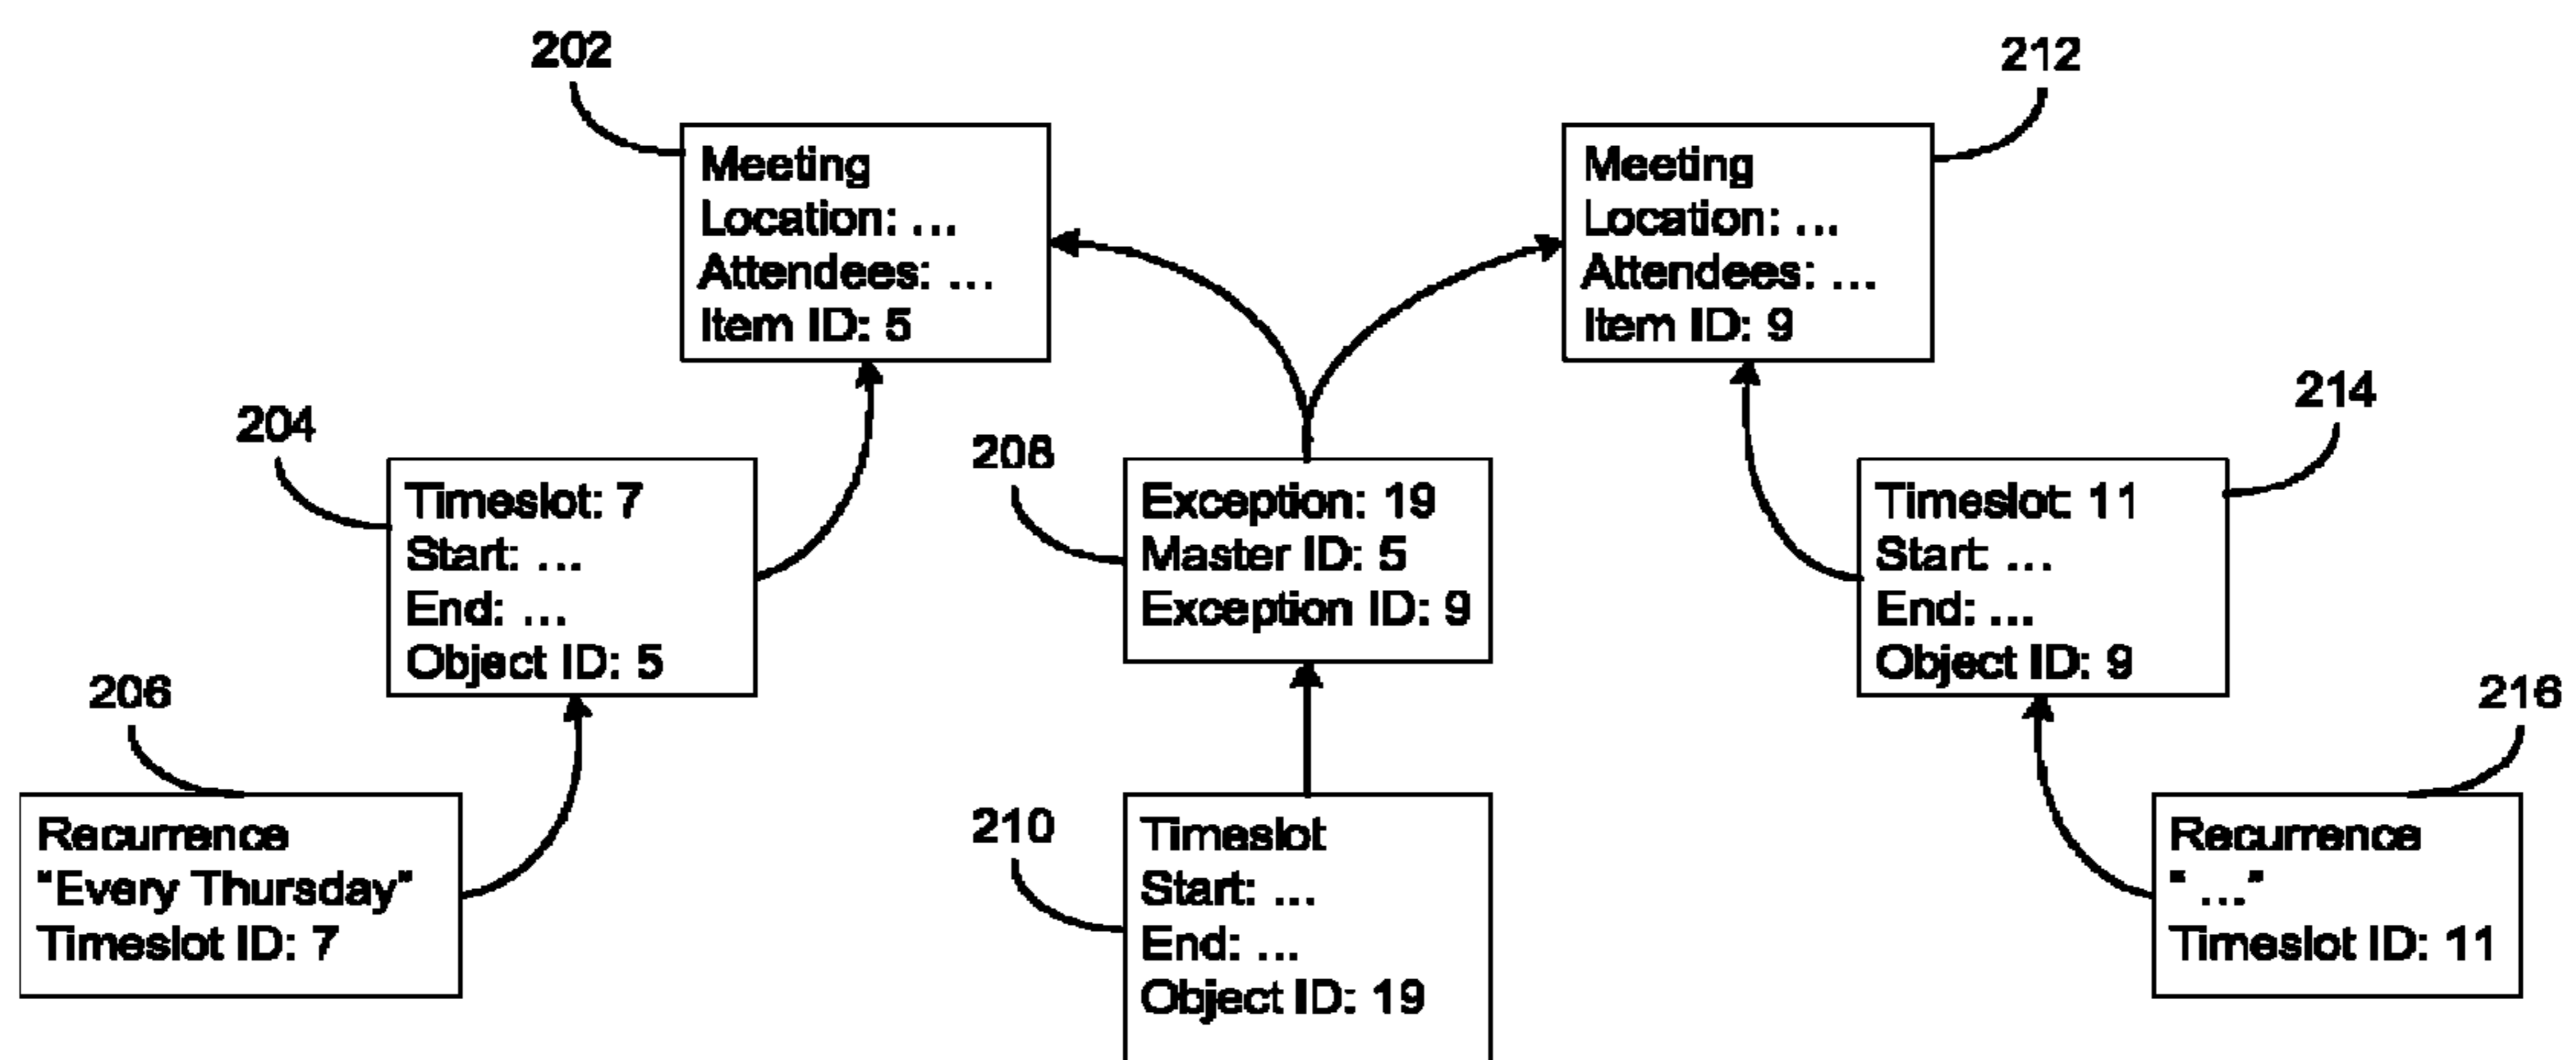 202
212
Meeting
Location: ...
Attendees: ...
Item ID: 5
Meeting
Location: ...
Attendees: ...
Item ID: 9
204
208
214
Timeslot: 7
Start: ...
End: ...
Object ID: 5
Exception: 19
Master ID: 5
Exception ID: 9
Timeslot: 11
Start: ...
End: ...
Object ID: 9
206
210
216
Recurrence
"Every Thursday"
Timeslot ID: 7
Timeslot
Start: ...
End: ...
Object ID: 19
Recurrence
" ..."
Timeslot ID: 11